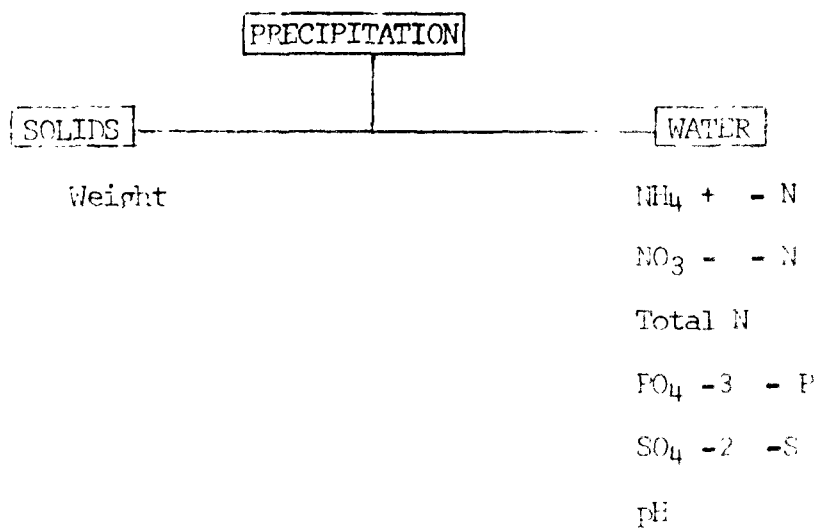 PRECIPITATION
SOLIDS
WATER
Weight
NH4 + - N
NO3 - - N
Total N
PO4 -3 - P
SO4 -2 -S
pH